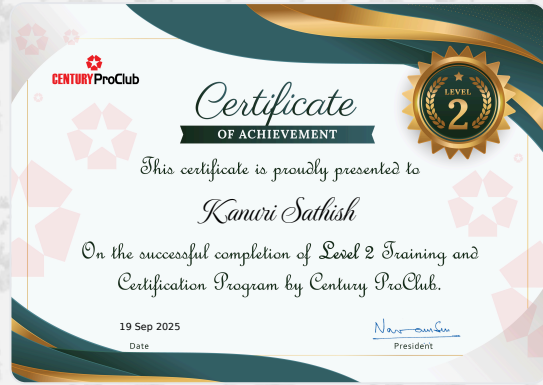 CENTURY ProClub
LEVEL
2
Certificate
OF ACHIEVEMENT
This certificate is proudly presented to
Kanuri Sathish
On the successful completion of Level 2 Training and
Certification Program by Century ProClub.
19 Sep 2025
Date
President